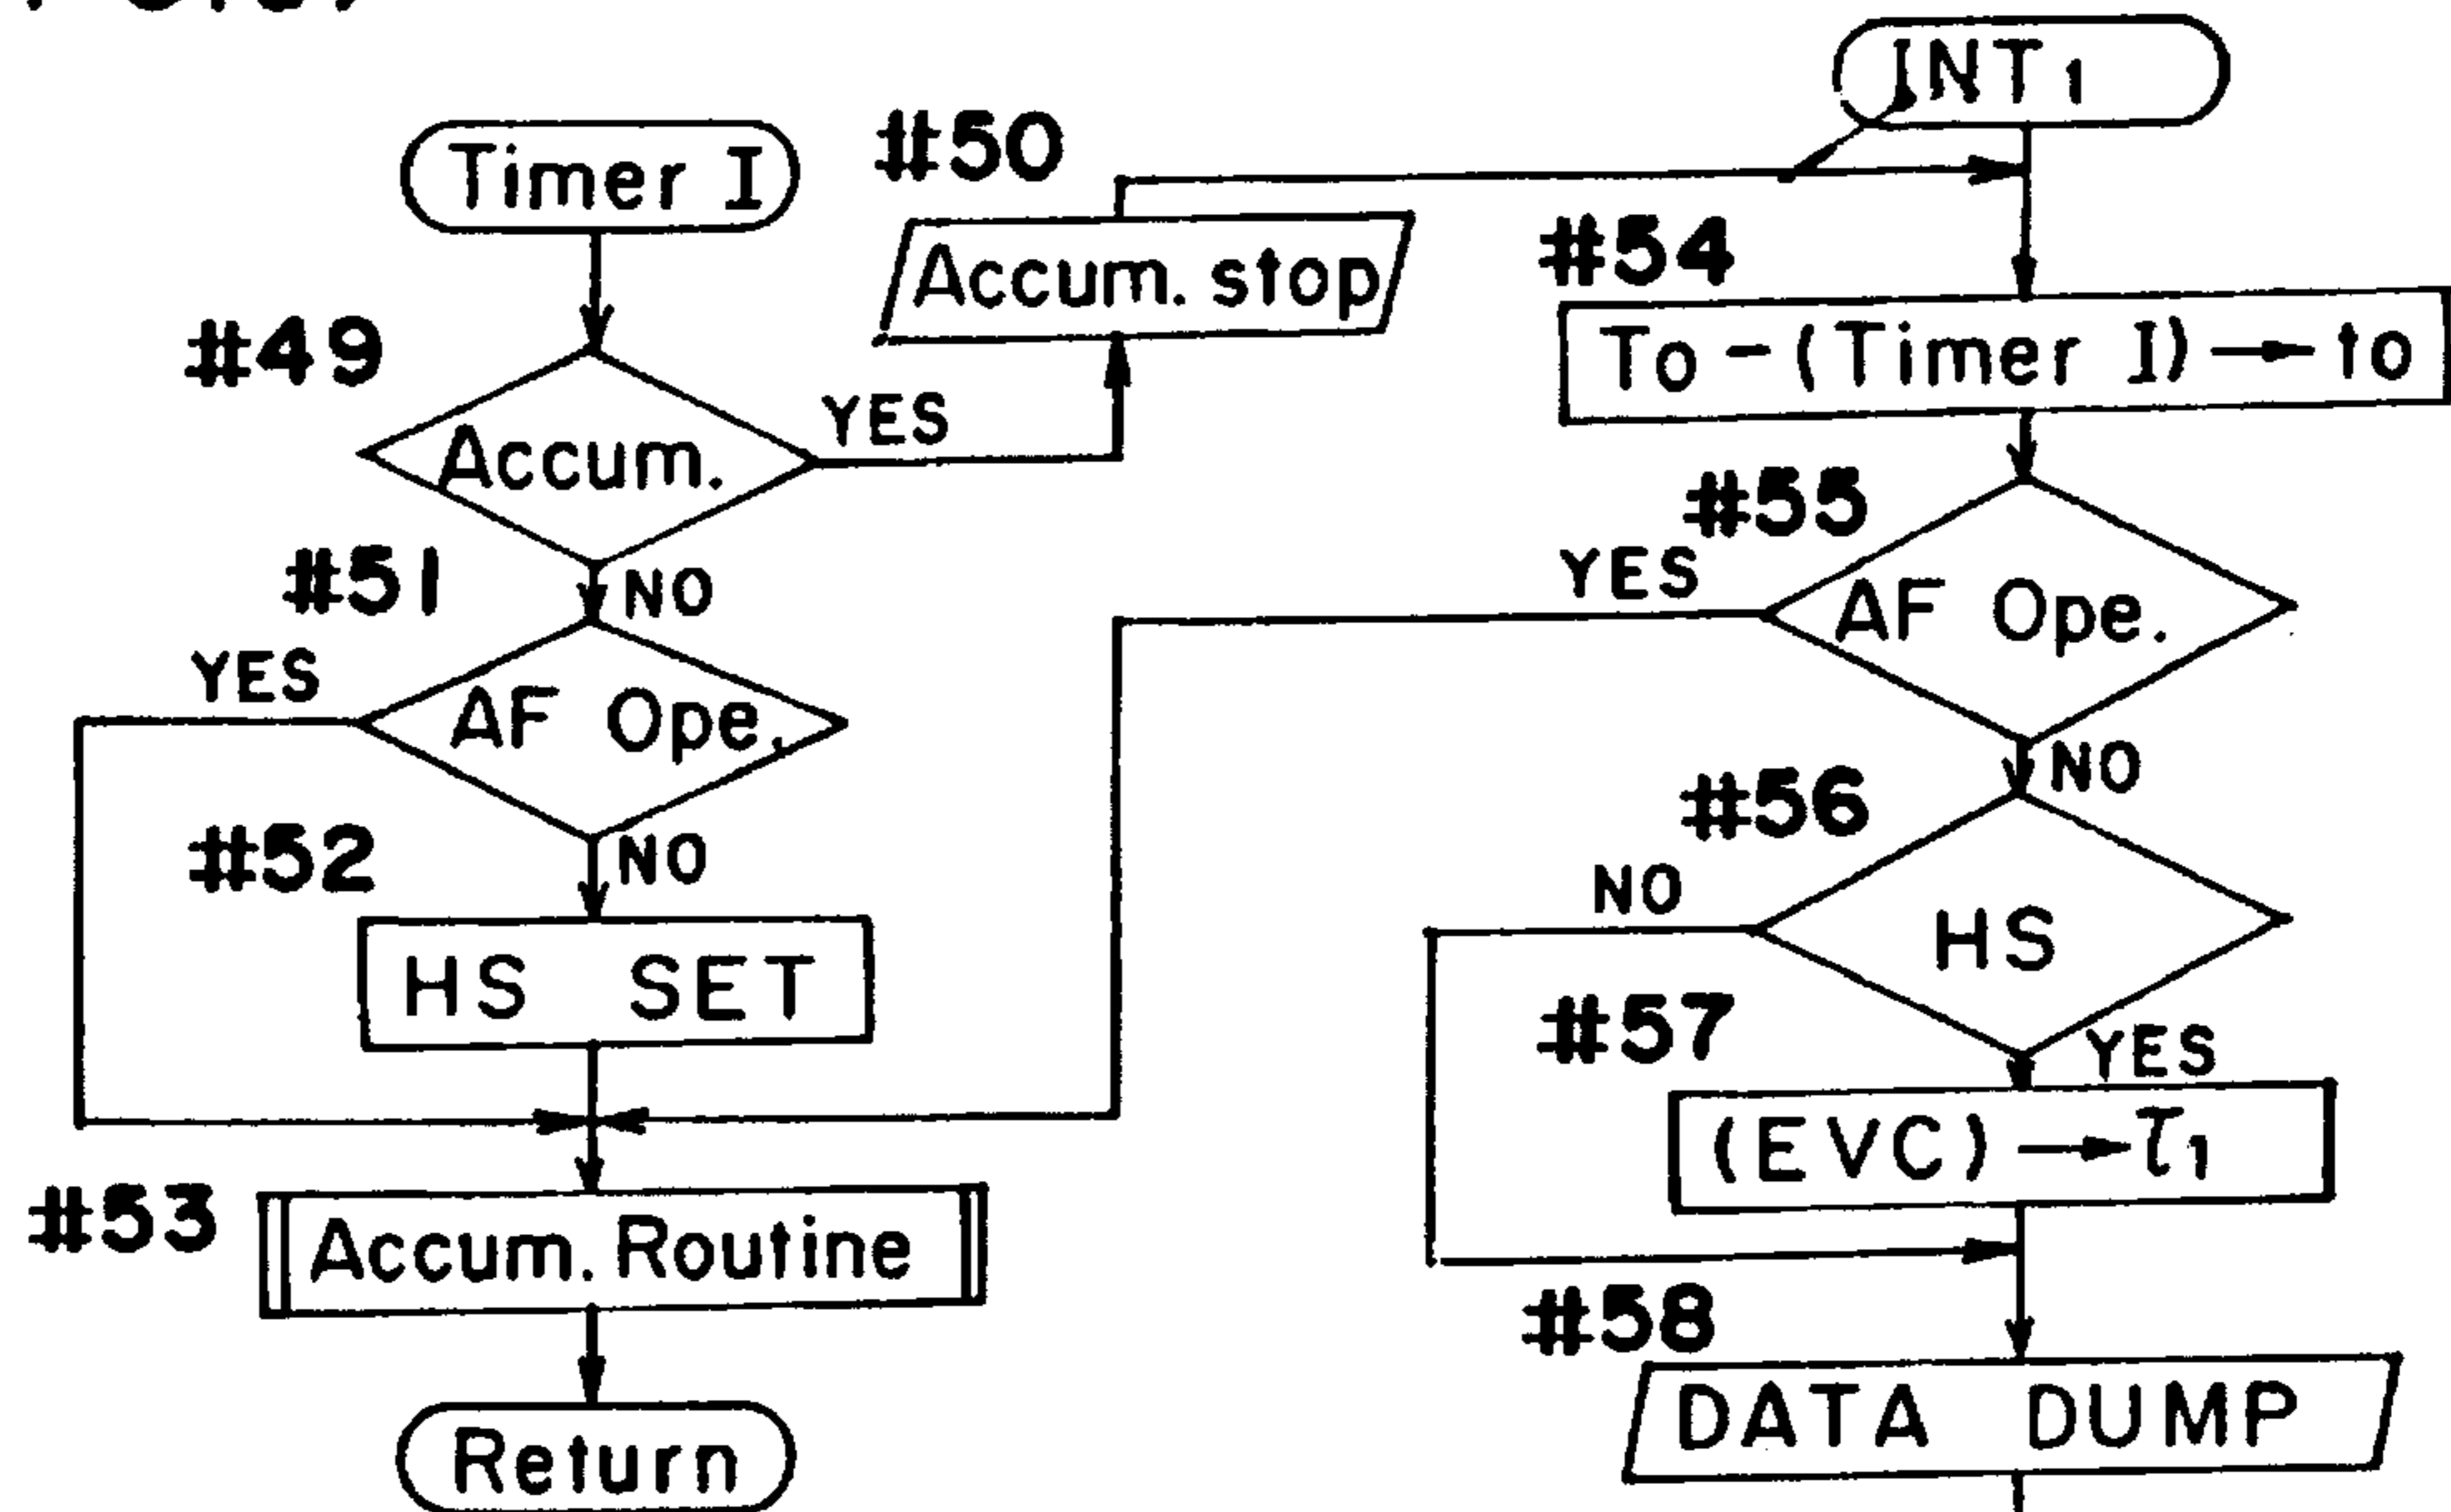 Timer I
#49
Accum.
YES
#50
Accum. stop
#51
NO
AF Ope.
YES
#52
NO
HS SET
#53
Accum. Routine
Return
INT1
#54
To - (Timer I) → to
#55
AF Ope.
YES
NO
#56
HS
NO
YES
#57
(EVC) → τ1
#58
DATA DUMP